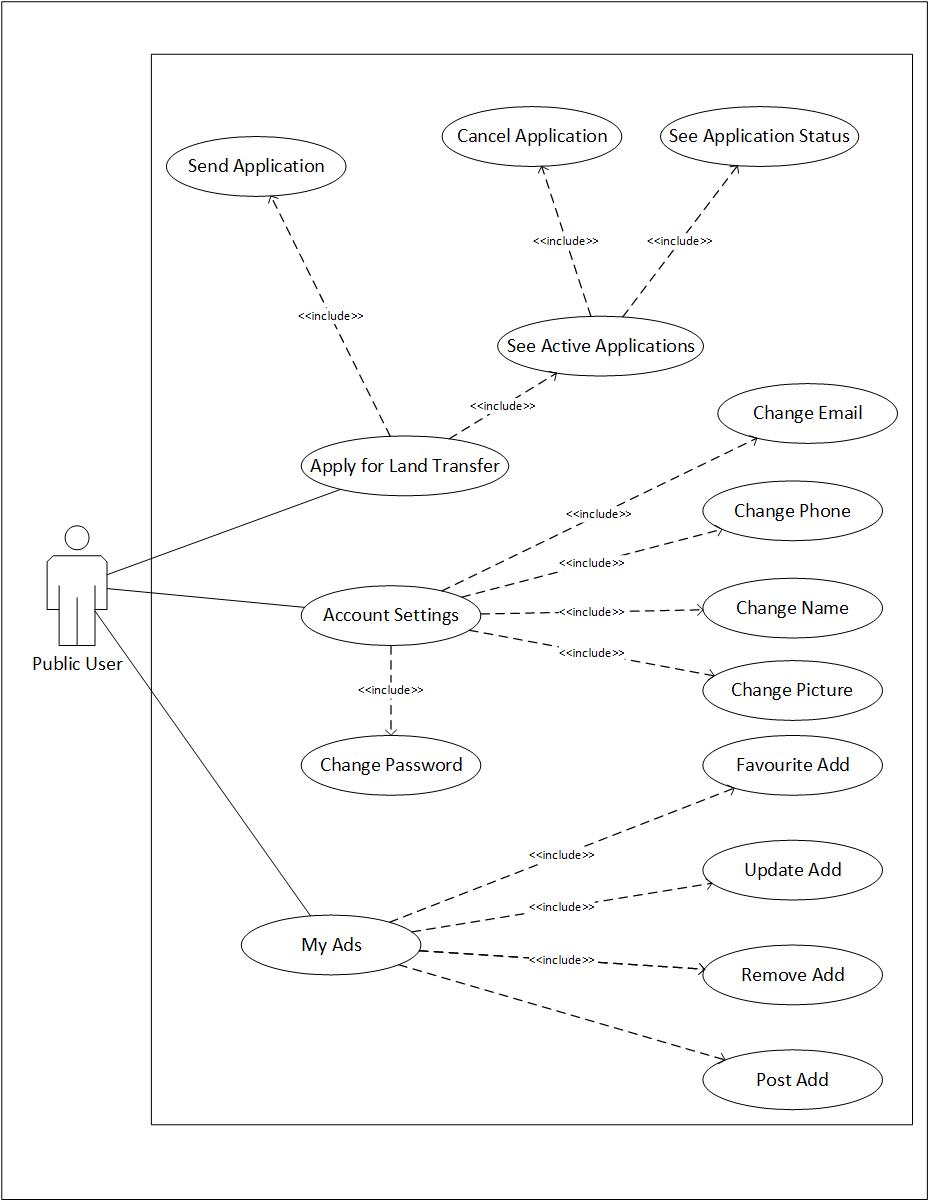 Cancel Application
See Application Status
Send Application
<<include>>
<<include>>
<<include>>
See Active Applications
<<include>>
Change Email
Apply for Land Transfer
<<include>>
Change Phone
<<include>>
Account Settings
<<include>>
Change Name
<<include>>
Public User
<<include>>
Change Picture
Change Password
Favourite Add
<<include>>
Update Add
<<include>>
My Ads
<<include>>
Remove Add
Post Add